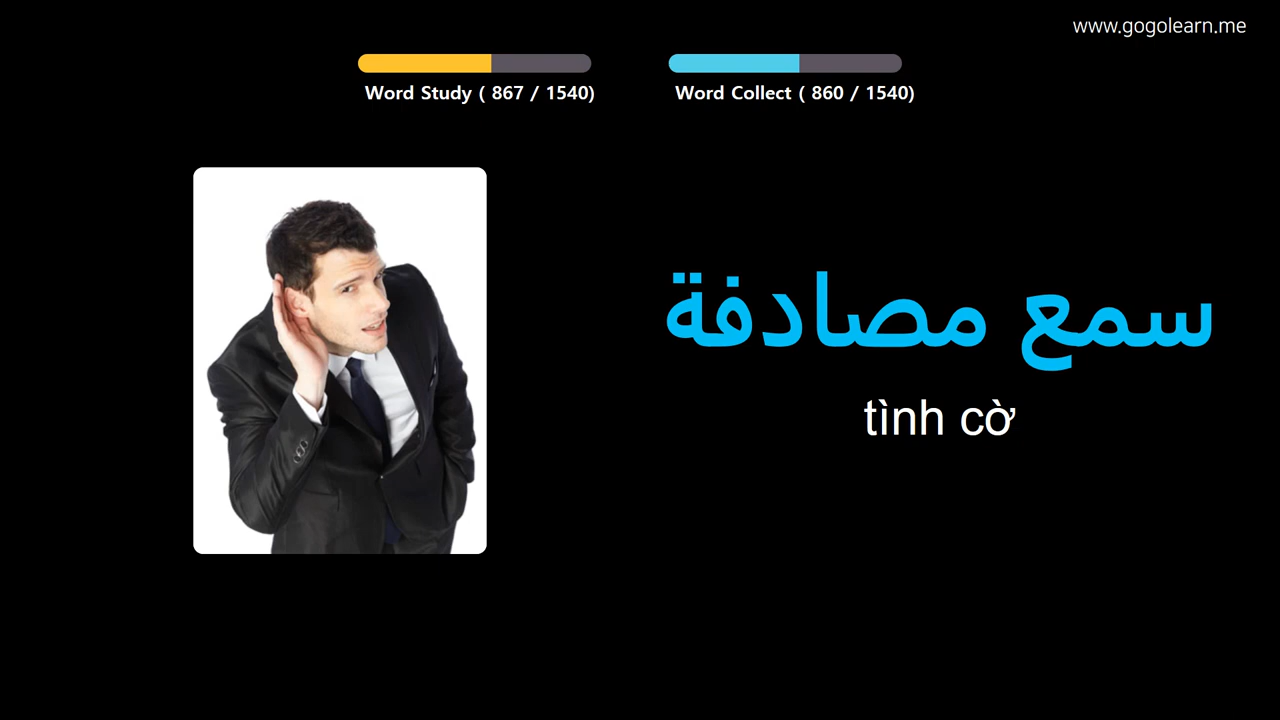 www.gogolearn.me
Word Study ( 867 / 1540)
Word Collect ( 860 / 1540)
سمع مصادفة
tình cờ